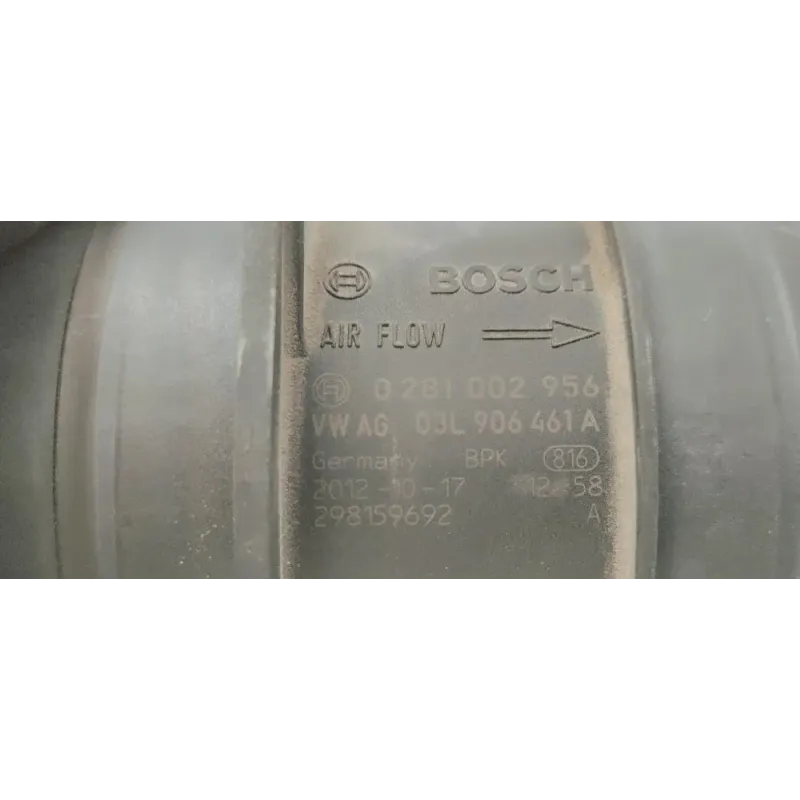 BOSCH
AIR FLOW
0 281 002 956
VW AG 03L 906 461 A
Germany BPK 816
2012-10-17
298159692 A